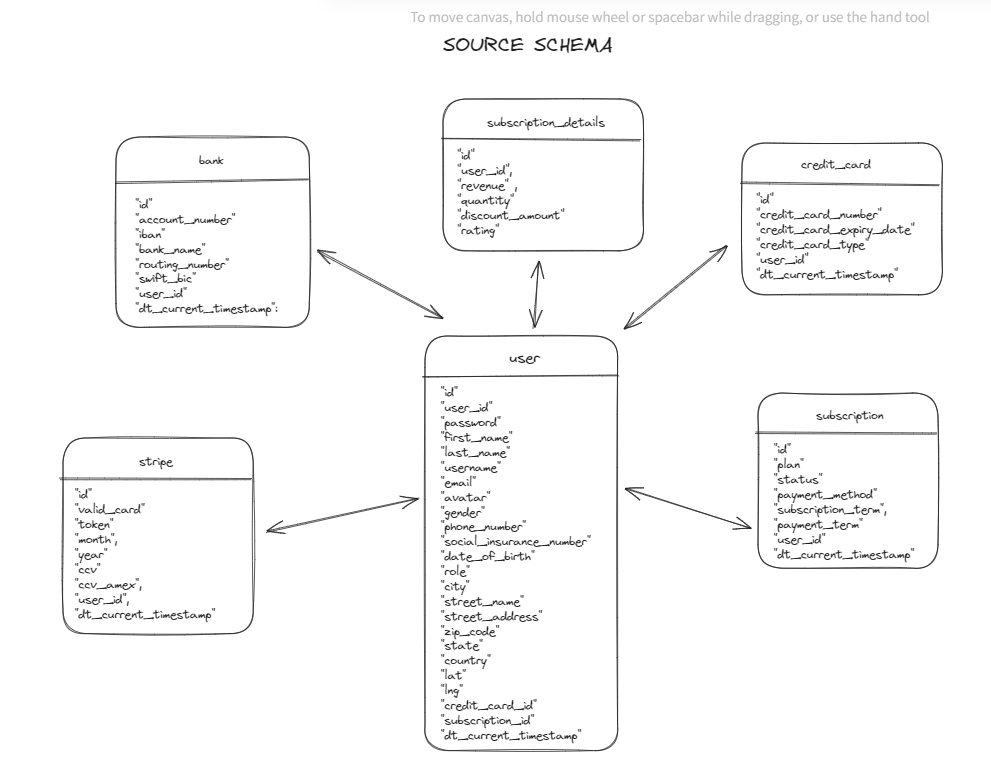 To move canvas, hold mouse wheel or spacebar while dragging, or use the hand tool
SOURCE SCHEMA
bank
"id"
"account_number"
"iban"
"bank_name"
"routing_number"
"swift_bic"
"user_id"
"dt_current_timestamp":
subscription_details
"id"
"user_id",
"revenue",
"quantity"
"discount_amount"
"rating"
credit_card
"id"
"credit_card_number"
"credit_card_expiry_date"
"credit_card_type"
"user_id"
"dt_current_timestamp"
stripe
"id"
"valid_card"
"token"
"month",
"year"
"ccv"
"ccv_amex",
"user_id",
"dt_current_timestamp"
user
"id"
"user_id"
"password"
"first_name"
"last_name"
"username"
"email"
"avatar"
"gender"
"phone_number"
"social_insurance_number"
"date_of_birth"
"role"
"city"
"street_name"
"street_address"
"zip_code"
"state"
"country"
"lat"
"lng"
"credit_card_id"
"subscription_id"
"dt_current_timestamp"
subscription
"id"
"plan"
"status"
"payment_method"
"subscription_term",
"payment_term"
"user_id"
"dt_current_timestamp"